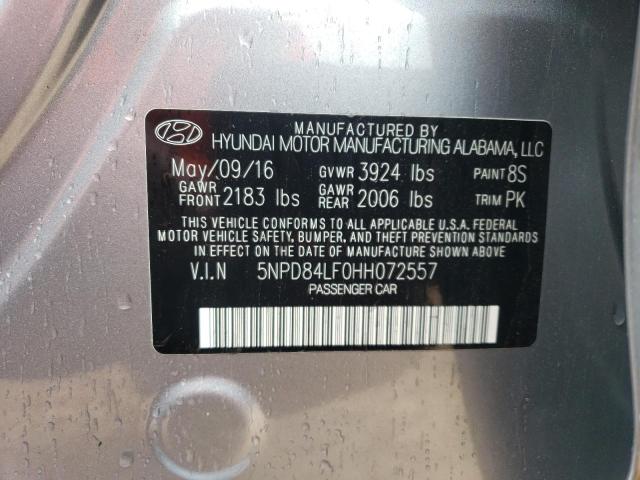 MANUFACTURED BY
HYUNDAI MOTOR MANUFACTURING ALABAMA, LLC
May/09/16 GVWR 3924 lbs PAINT 8S
GAWR FRONT 2183 lbs GAWR REAR 2006 lbs TRIM PK
THIS VEHICLE CONFORMS TO ALL APPLICABLE U.S.A. FEDERAL
MOTOR VEHICLE SAFETY, BUMPER, AND THEFT PREVENTION STANDARDS
IN EFFECT ON THE DATE OF MANUFACTURE SHOWN ABOVE
V.I.N 5NPD84LF0HH072557
PASSENGER CAR